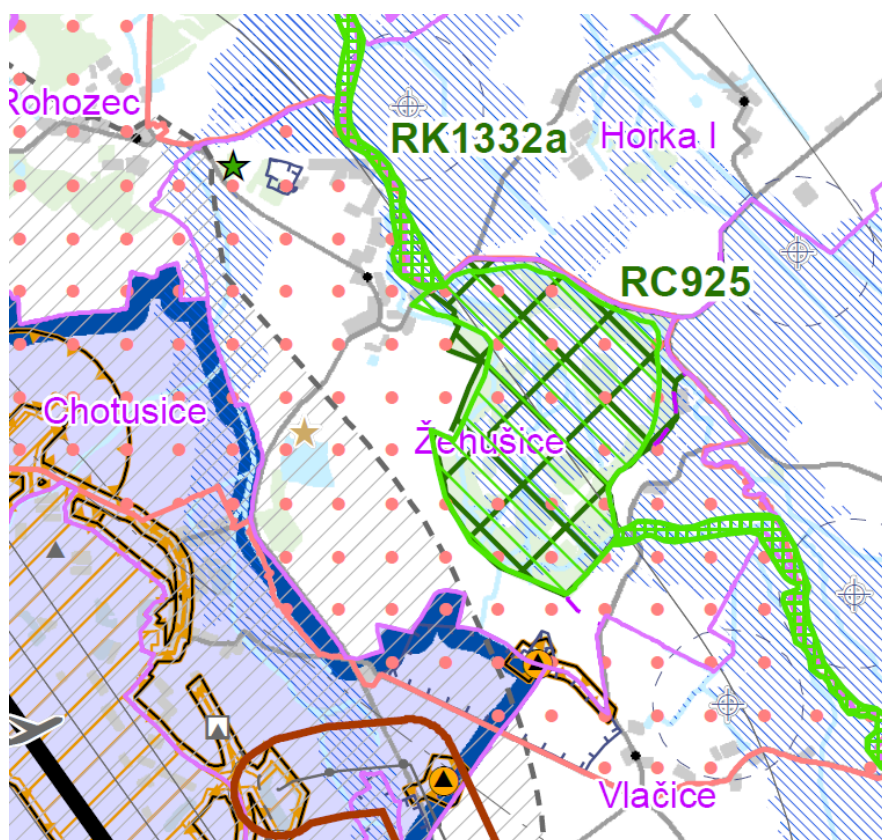 Rohozec
RK1332a
Horka I
RC925
Chotusice
Žehušice
Vlačice